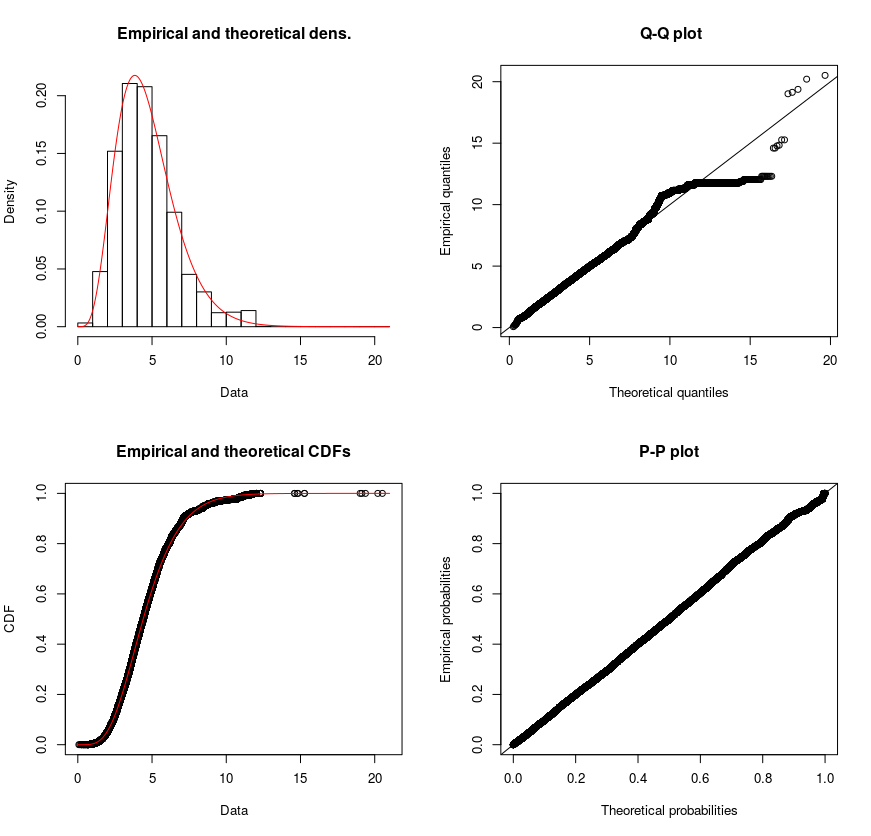 Empirical and theoretical dens.
Density
0.00 0.05 0.10 0.15 0.20
0 5 10 15 20
Data
Q-Q plot
Empirical quantiles
0 5 10 15 20
0 5 10 15 20
Theoretical quantiles
Empirical and theoretical CDFs
CDF
0.0 0.2 0.4 0.6 0.8 1.0
0 5 10 15 20
Data
P-P plot
Empirical probabilities
0.0 0.2 0.4 0.6 0.8 1.0
0.0 0.2 0.4 0.6 0.8 1.0
Theoretical probabilities